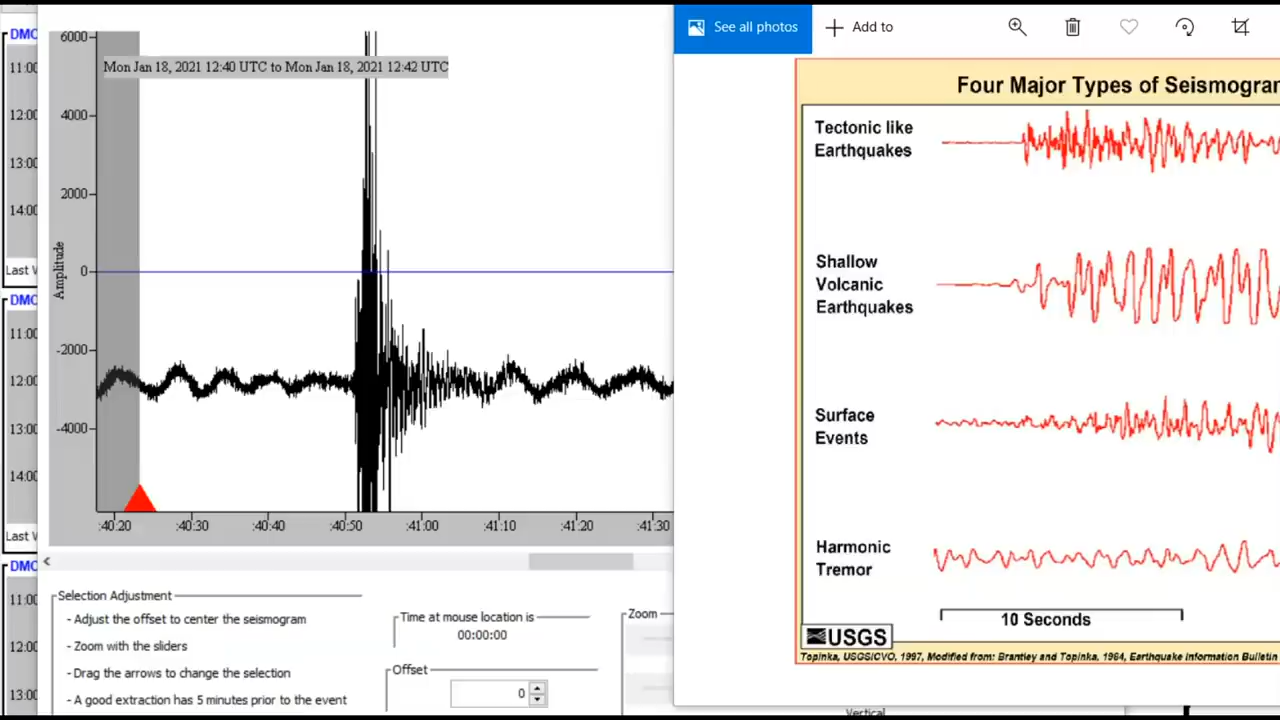 DMC
11:00
12:00
13:00
14:00
Last
DMC
11:00
12:00
13:00
14:00
Last
DMC
11:00
12:00
13:00
6000
4000
2000
0
-2000
-4000
Amplitude
Mon Jan 18, 2021 12:40 UTC to Mon Jan 18, 2021 12:42 UTC
:40:20 :40:30 :40:40 :40:50 :41:00 :41:10 :41:20 :41:30
Selection Adjustment
- Adjust the offset to center the seismogram
- Zoom with the sliders
- Drag the arrows to change the selection
- A good extraction has 5 minutes prior to the event
Time at mouse location is
00:00:00
Offset
0
Zoom
See all photos
Add to
Four Major Types of Seismogram
Tectonic like
Earthquakes
Shallow
Volcanic
Earthquakes
Surface
Events
Harmonic
Tremor
10 Seconds
USGS
Topinka, USGS/CVO, 1997, Modified from: Brantley and Topinka, 1984, Earthquake Information Bulletin
Vertical